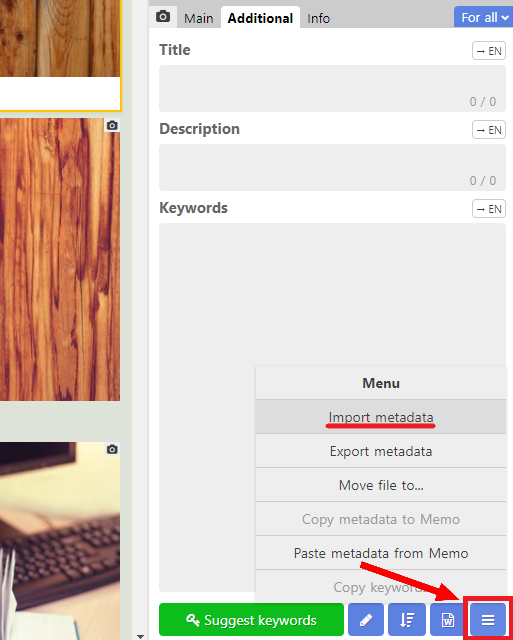 Main
Additional
Info
For all
Title
→ EN
0 / 0
Description
→ EN
0 / 0
Keywords
→ EN
Menu
Import metadata
Export metadata
Move file to...
Copy metadata to Memo
Paste metadata from Memo
Copy keyword
Suggest keywords
W